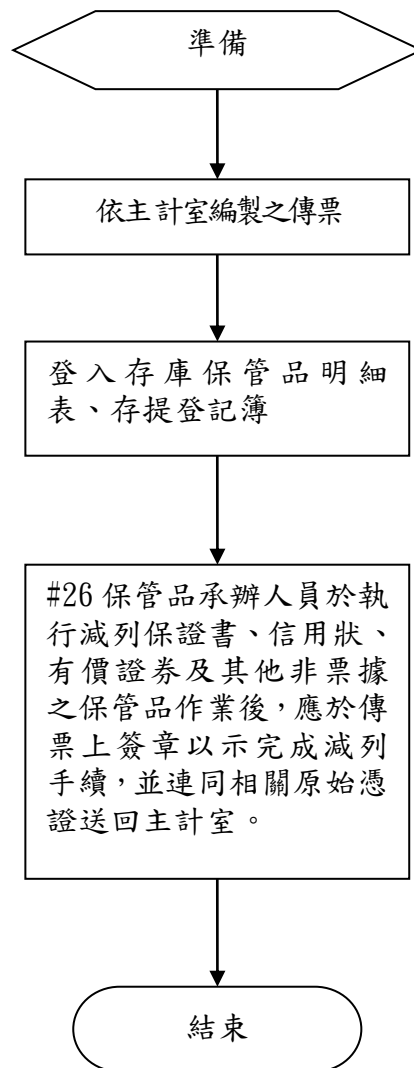 準備
依主計室編製之傳票
登入存庫保管品明細
表、存提登記簿
#26 保管品承辦人員於執
行減列保證書、信用狀、
有價證券及其他非票據
之保管品作業後，應於傳
票上簽章以示完成減列
手續，並連同相關原始憑
證送回主計室。
結束